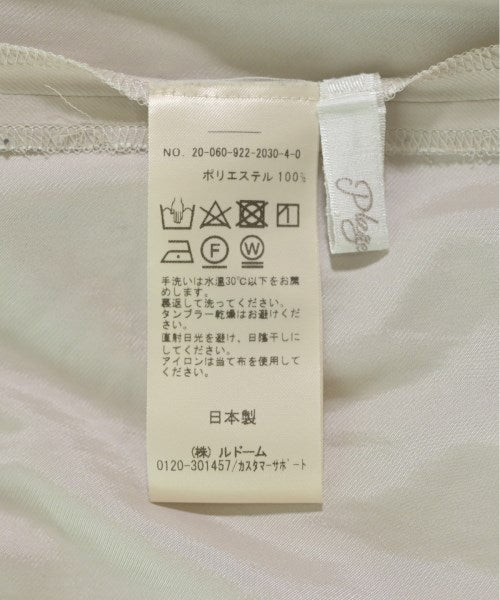 NO. 20-060-922-2030-4-0
ポリエステル 100%
F
W
手洗いは水温30℃以下をお薦
めします。
裏返して洗ってください。
タンブラー乾燥はお避けくださ
い。
直射日光を避け、日陰干しに
してください。
アイロンは当て布を使用して
ください。
日本製
(株) ルドーム
0120-301457/カスタマーサポート